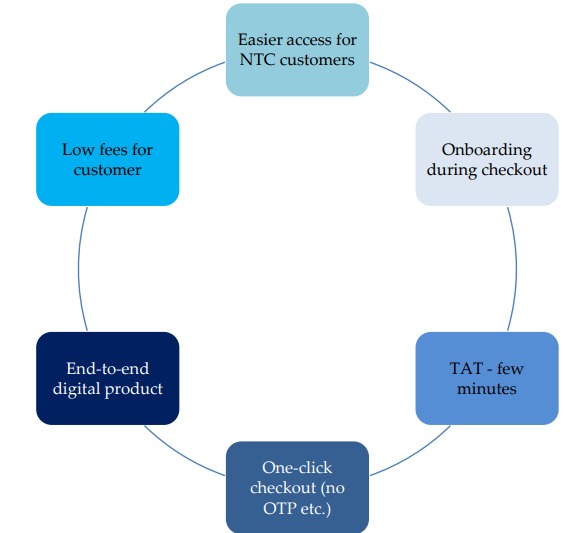 Easier access for
NTC customers
Onboarding
during checkout
TAT - few
minutes
One-click
checkout (no
OTP etc.)
End-to-end
digital product
Low fees for
customer